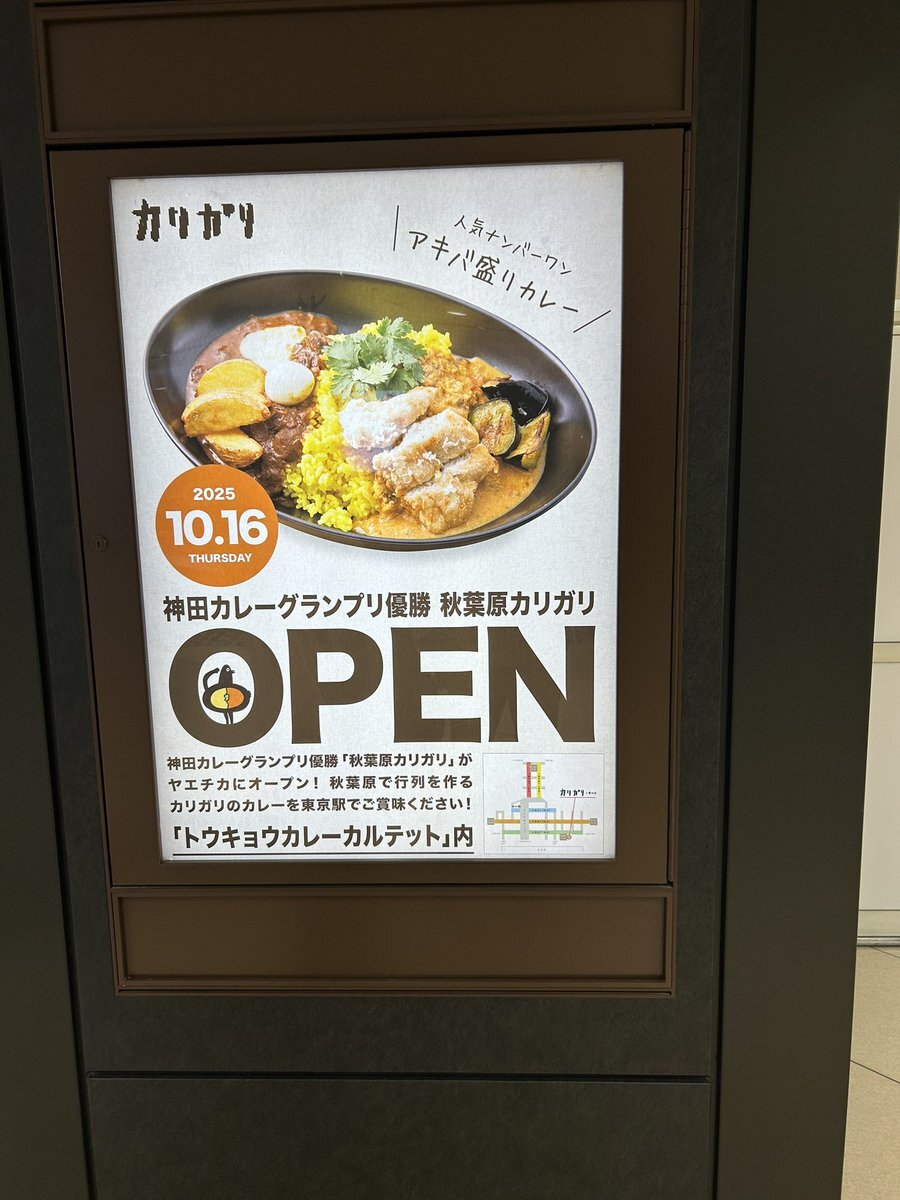 カリガリ
人気ナンバーワン
アキバ盛りカレー
2025
10.16
THURSDAY
神田カレーグランプリ優勝 秋葉原カリガリ
OPEN
神田カレーグランプリ優勝「秋葉原カリガリ」が
ヤエチカにオープン！ 秋葉原で行列を作る
カリガリのカレーを東京駅でご賞味ください！
「トウキョウカレーカルテット」内
カリガリ